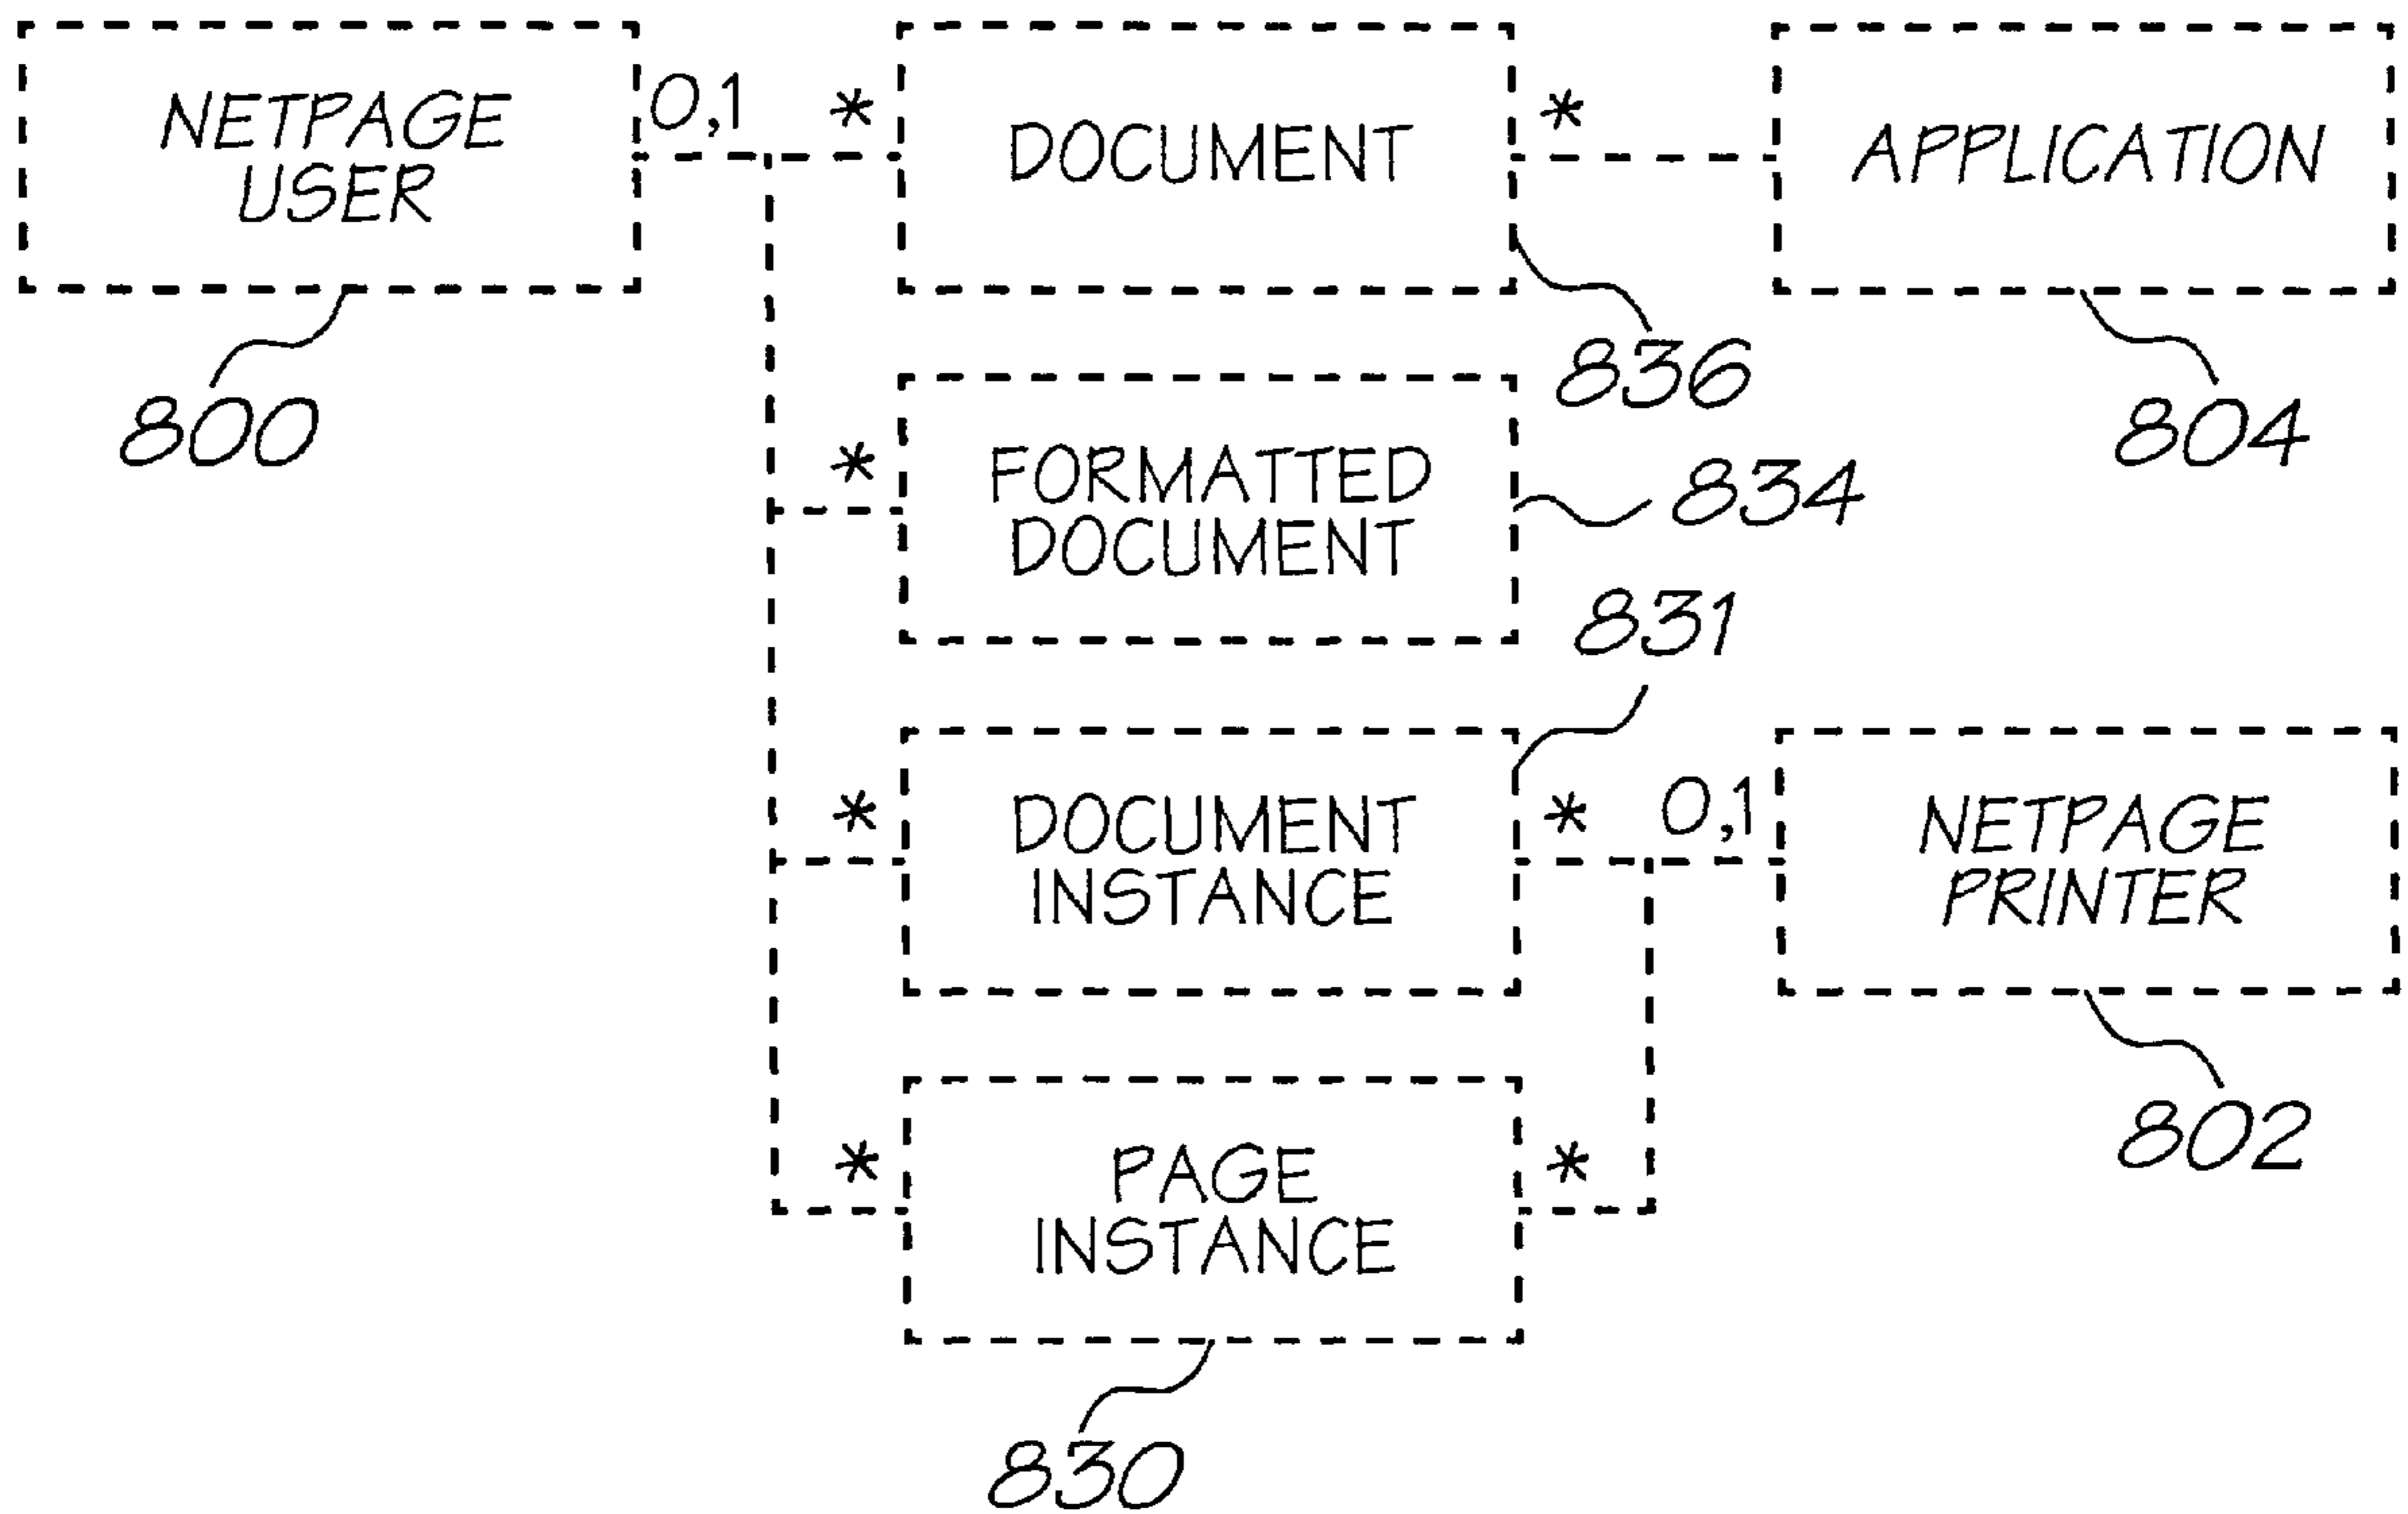 NETPAGE
USER
0,1
*
DOCUMENT
*
APPLICATION
800
836
804
*
FORMATTED
DOCUMENT
834
831
*
DOCUMENT
INSTANCE
*
0,1
NETPAGE
PRINTER
802
*
PAGE
INSTANCE
*
830